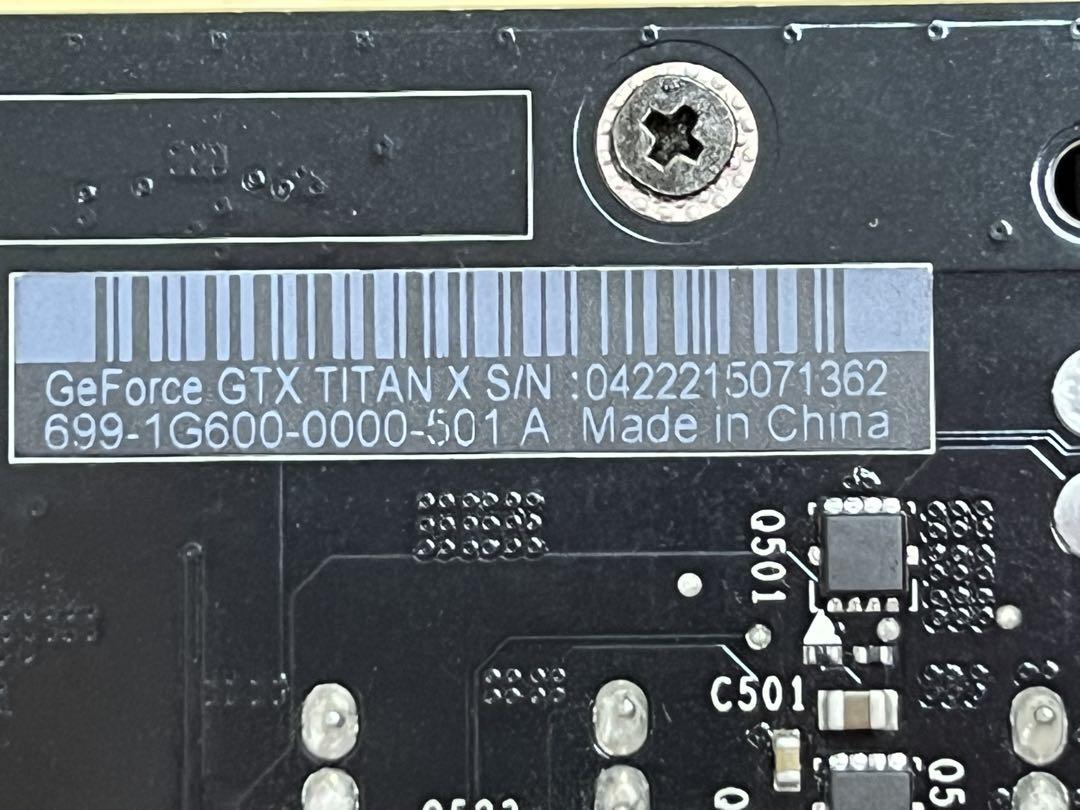 GeForce GTX TITAN X S/N :0422215071362
699-1G600-0000-501 A Made in China
Q501
C501